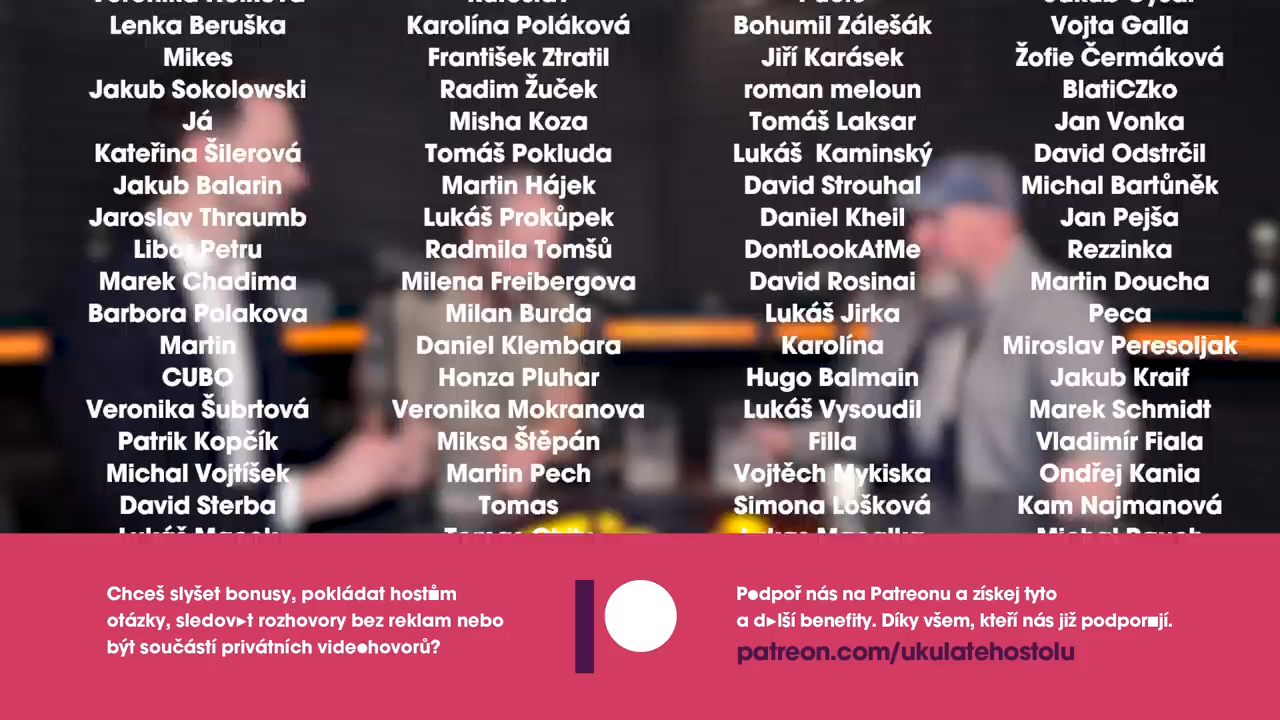 Lenka Beruška
Mikes
Jakub Sokolowski
Já
Kateřina Šilerová
Jakub Balarin
Jaroslav Thraumb
Libor Petru
Marek Chadima
Barbora Polakova
Martin
CUBO
Veronika Šubrtová
Patrik Kopčík
Michal Vojtíšek
David Sterba
Karolína Poláková
František Ztratil
Radim Žuček
Misha Koza
Tomáš Pokluda
Martin Hájek
Lukáš Prokůpek
Radmila Tomšů
Milena Freibergova
Milan Burda
Daniel Klembara
Honza Pluhar
Veronika Mokranova
Miksa Štěpán
Martin Pech
Tomas
Bohumil Zálešák
Jiří Karásek
roman meloun
Tomáš Laksar
Lukáš Kaminský
David Strouhal
Daniel Kheil
DontLookAtMe
David Rosinai
Lukáš Jirka
Karolína
Hugo Balmain
Lukáš Vysoudil
Filla
Vojtěch Mykiska
Simona Lošková
Vojta Galla
Žofie Čermáková
BlatiCZko
Jan Vonka
David Odstrčil
Michal Bartůněk
Jan Pejša
Rezzinka
Martin Doucha
Peca
Miroslav Peresoljak
Jakub Kraif
Marek Schmidt
Vladimír Fiala
Ondřej Kania
Kam Najmanová
Chceš slyšet bonusy, pokládat hostům
otázky, sledovat rozhovory bez reklam nebo
být součástí privátních videohovorů?
Podpoř nás na Patreonu a získej tyto
a další benefity. Díky všem, kteří nás již podporují.
patreon.com/ukulatehostolu